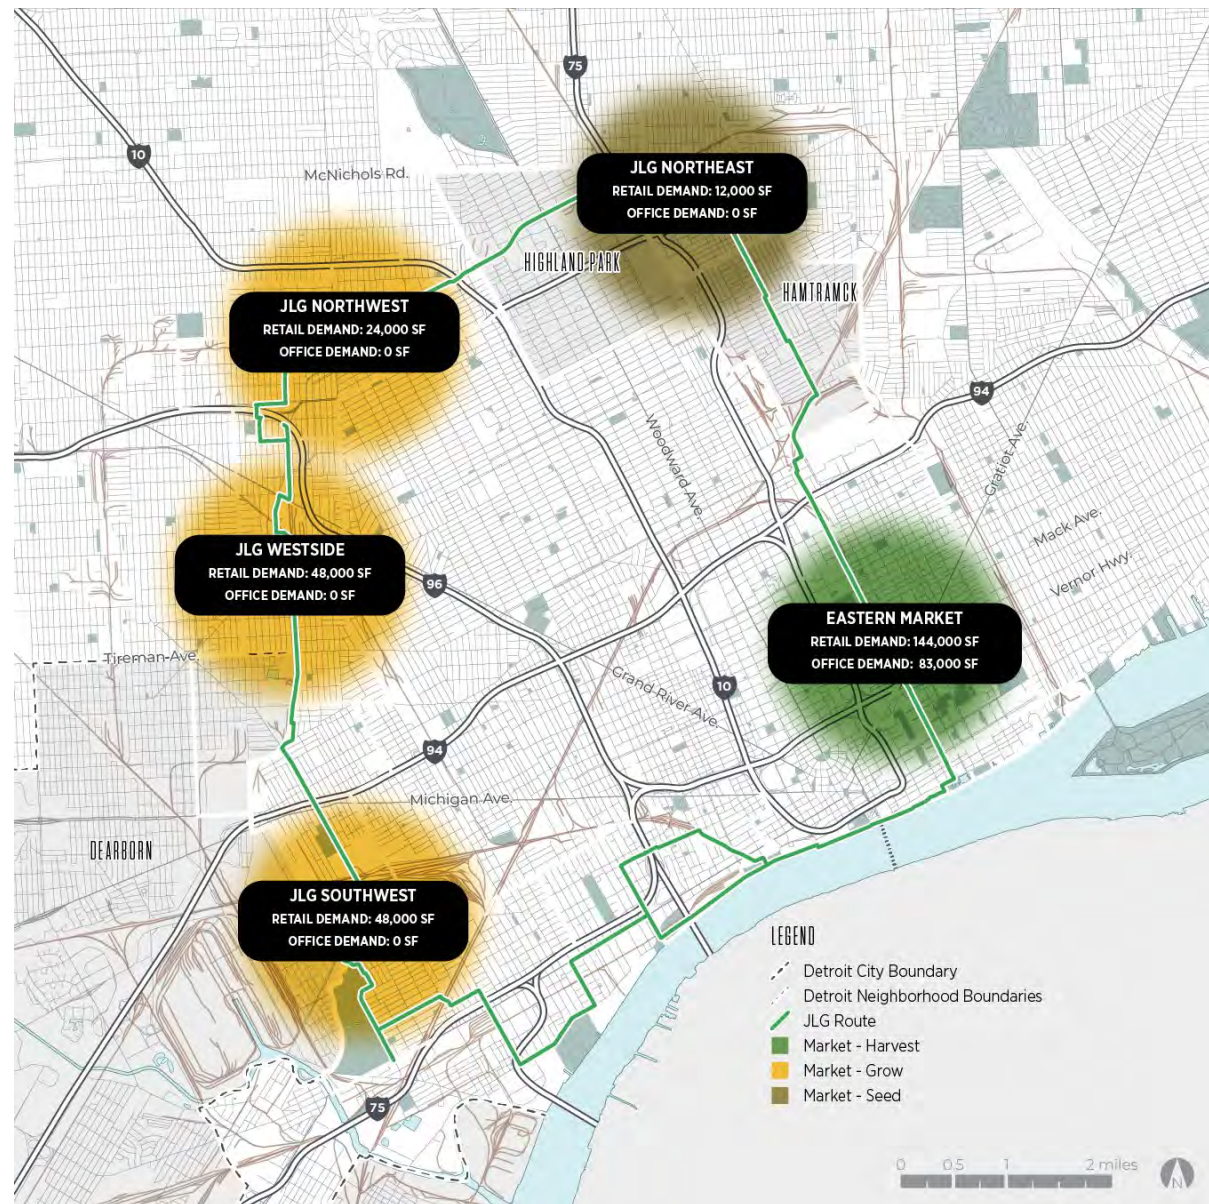 75
10
McNichols Rd.
JLG NORTHEAST
RETAIL DEMAND: 12,000 SF
OFFICE DEMAND: 0 SF
HIGHLAND PARK
HAMTRAMCK
JLG NORTHWEST
RETAIL DEMAND: 24,000 SF
OFFICE DEMAND: 0 SF
94
Woodward Ave.
Gratiot Ave.
Mack Ave.
Vernor Hwy.
JLG WESTSIDE
RETAIL DEMAND: 48,000 SF
OFFICE DEMAND: 0 SF
96
EASTERN MARKET
RETAIL DEMAND: 144,000 SF
OFFICE DEMAND: 83,000 SF
Tireman Ave.
Grand River Ave.
10
94
Michigan Ave.
DEARBORN
JLG SOUTHWEST
RETAIL DEMAND: 48,000 SF
OFFICE DEMAND: 0 SF
75
LEGEND
Detroit City Boundary
Detroit Neighborhood Boundaries
JLG Route
Market - Harvest
Market - Grow
Market - Seed
0 0.5 1 2 miles
N